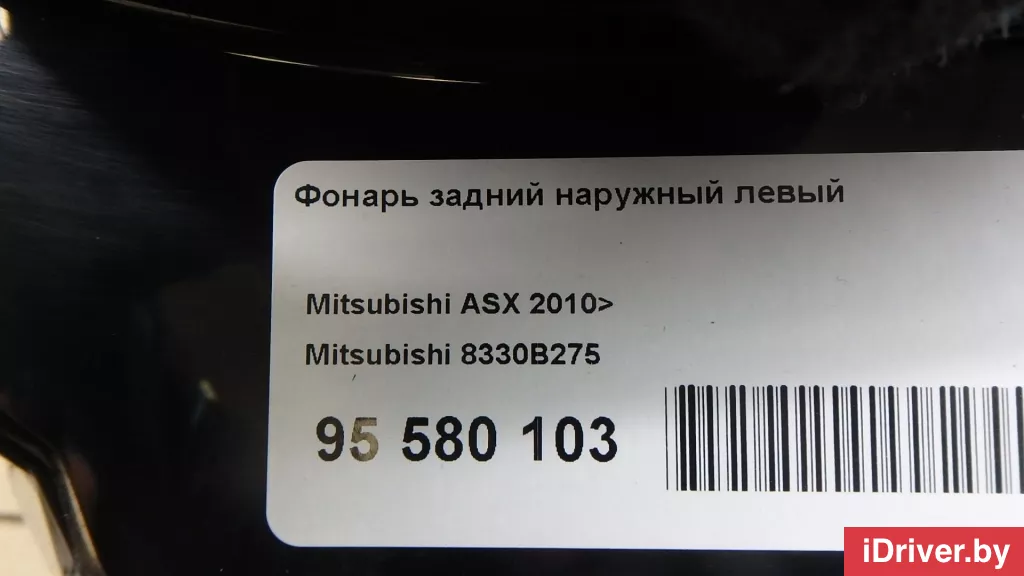 Фонарь задний наружный левый
Mitsubishi ASX 2010>
Mitsubishi 8330B275
95 580 103
iDriver.by